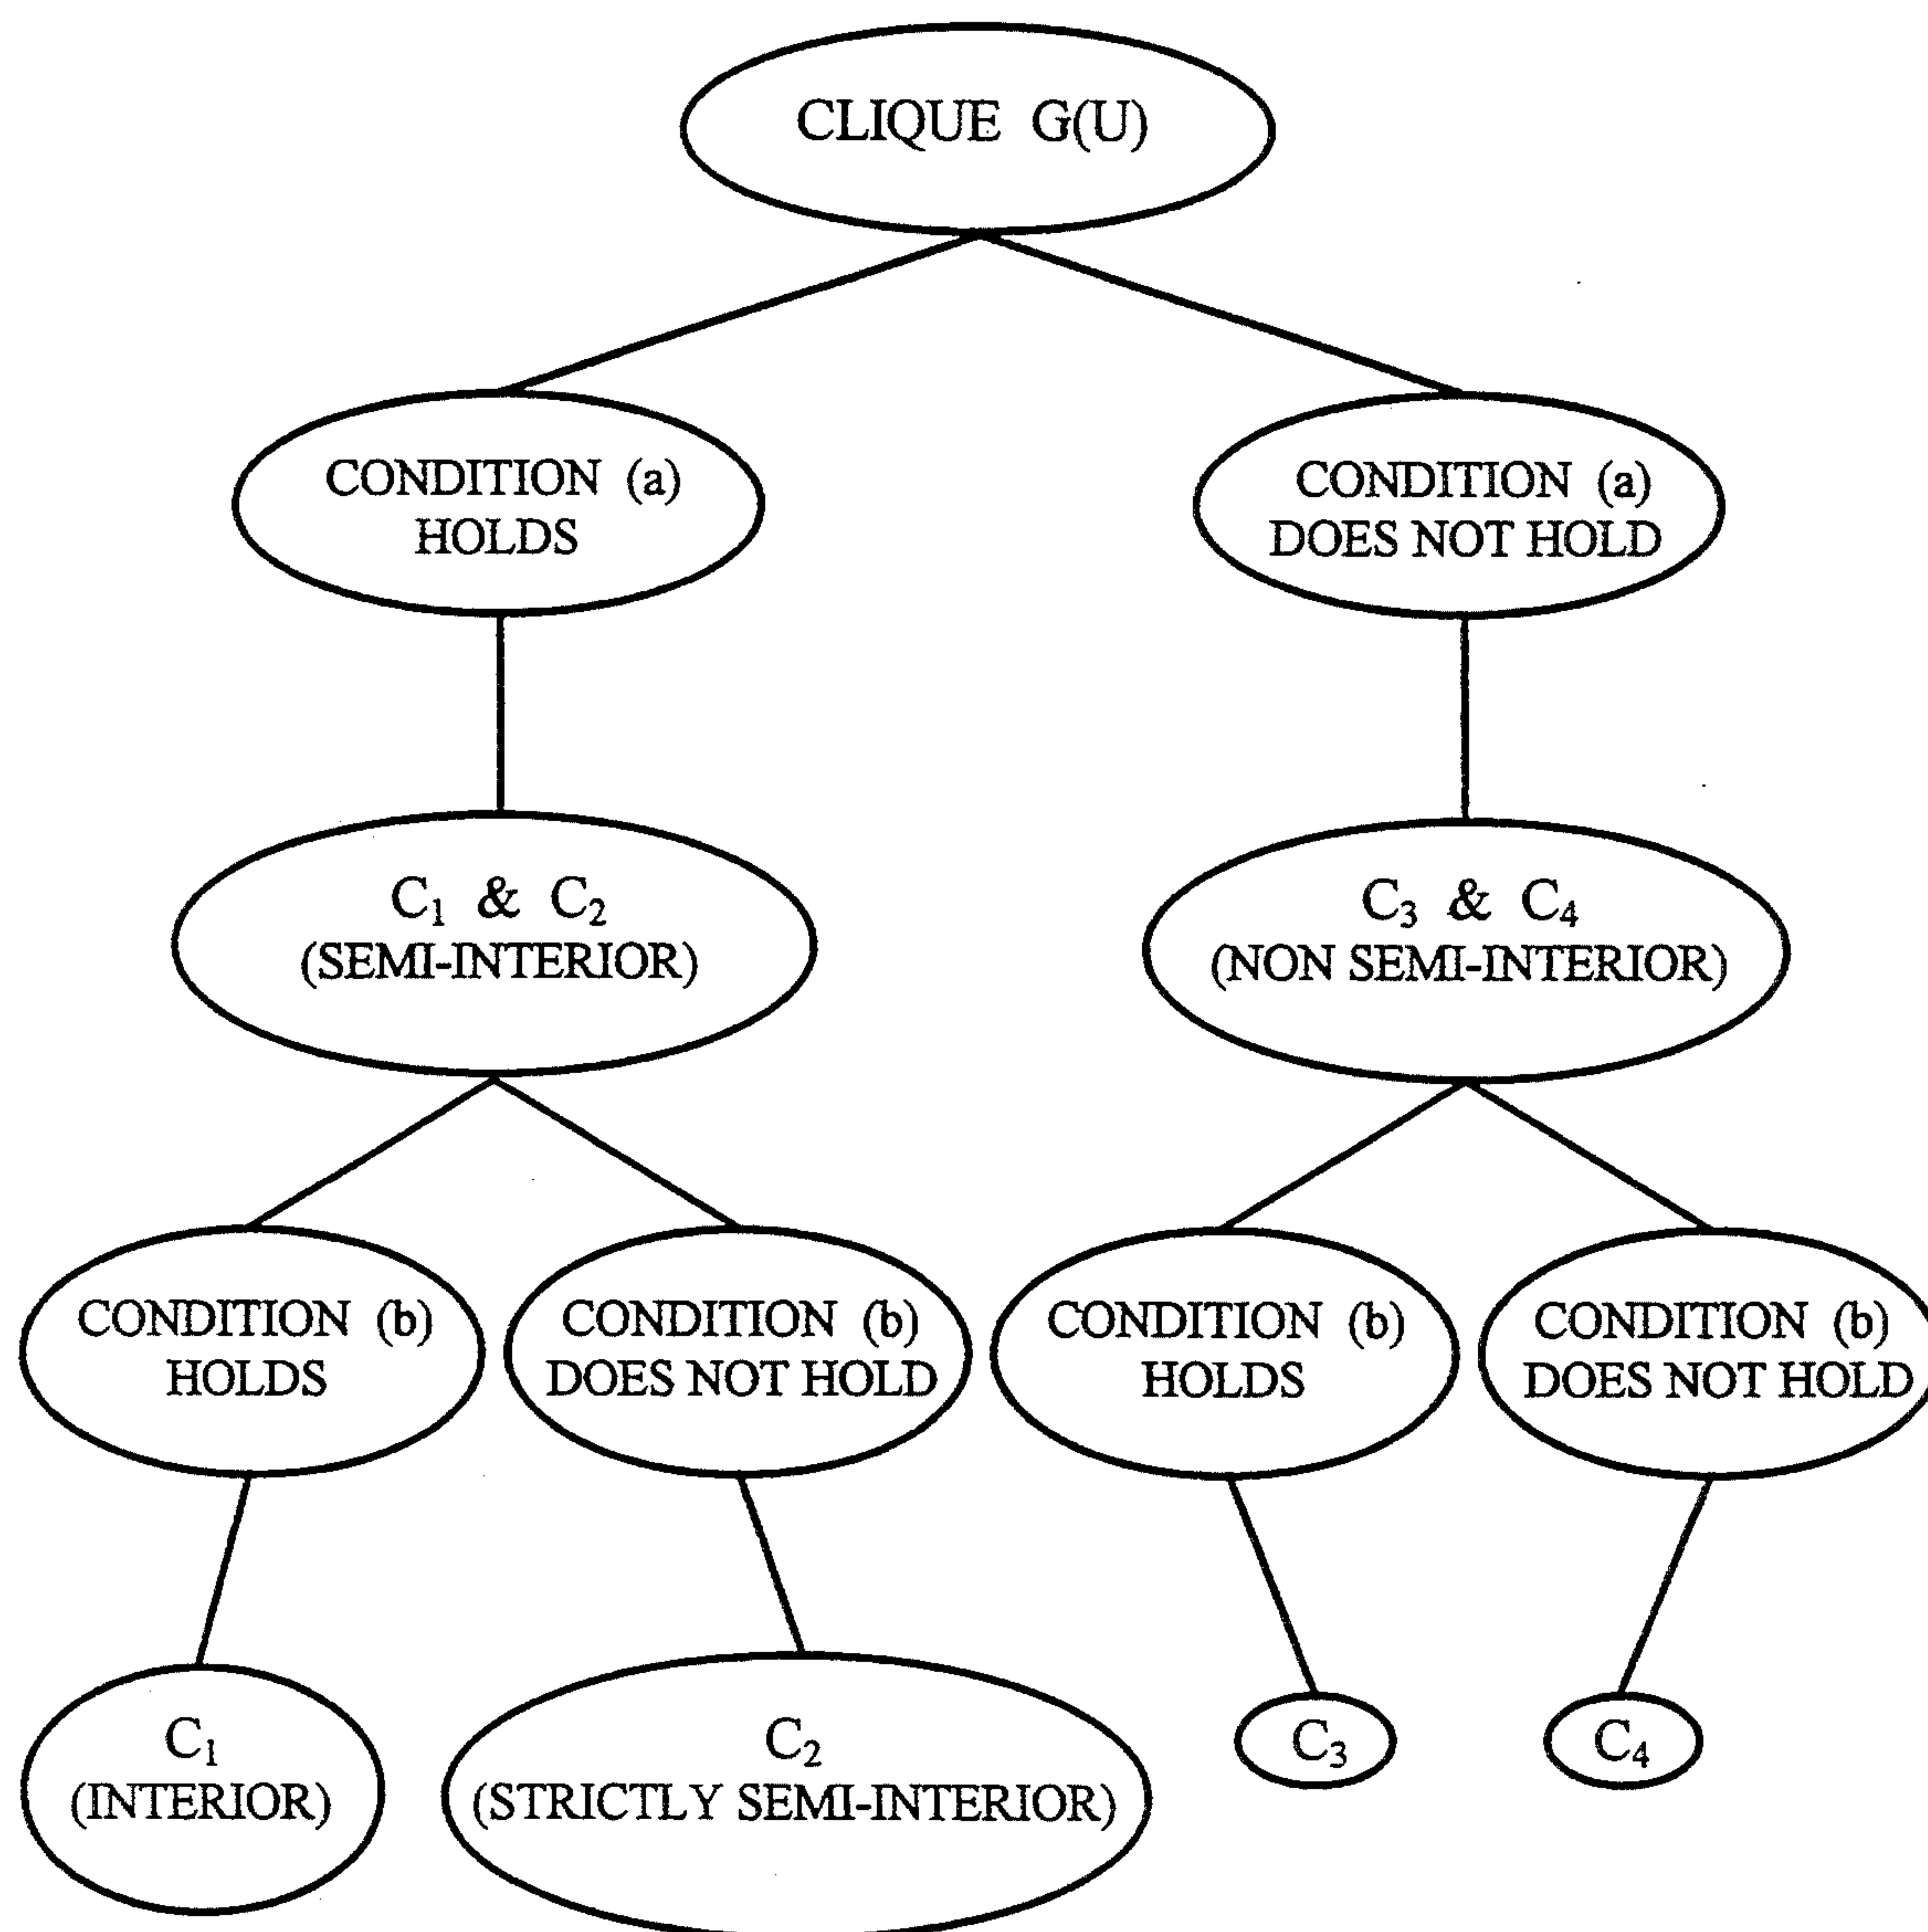 CLIQUE G(U)
CONDITION (a)
HOLDS
CONDITION (a)
DOES NOT HOLD
C₁ & C₂
(SEMI-INTERIOR)
C₃ & C₄
(NON SEMI-INTERIOR)
CONDITION (b)
HOLDS
CONDITION (b)
DOES NOT HOLD
CONDITION (b)
HOLDS
CONDITION (b)
DOES NOT HOLD
C₁
(INTERIOR)
C₂
(STRICTLY SEMI-INTERIOR)
C₃
C₄